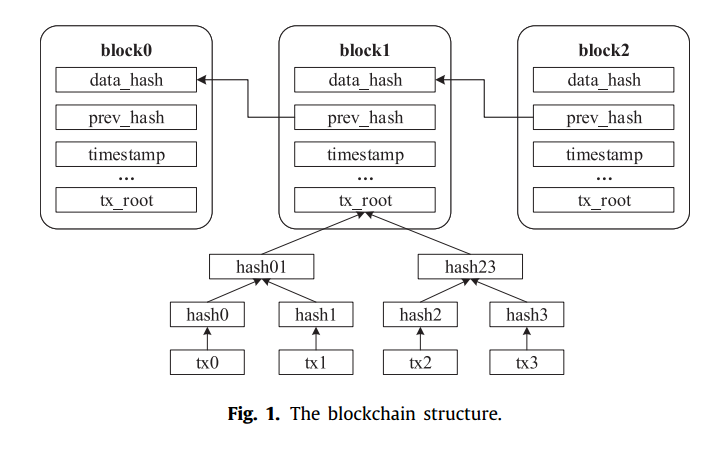 block0 block1 block2
data_hash data_hash data_hash
prev_hash prev_hash prev_hash
timestamp timestamp timestamp
... ... ...
tx_root tx_root tx_root
hash01 hash23
hash0 hash1 hash2 hash3
tx0 tx1 tx2 tx3
Fig. 1. The blockchain structure.